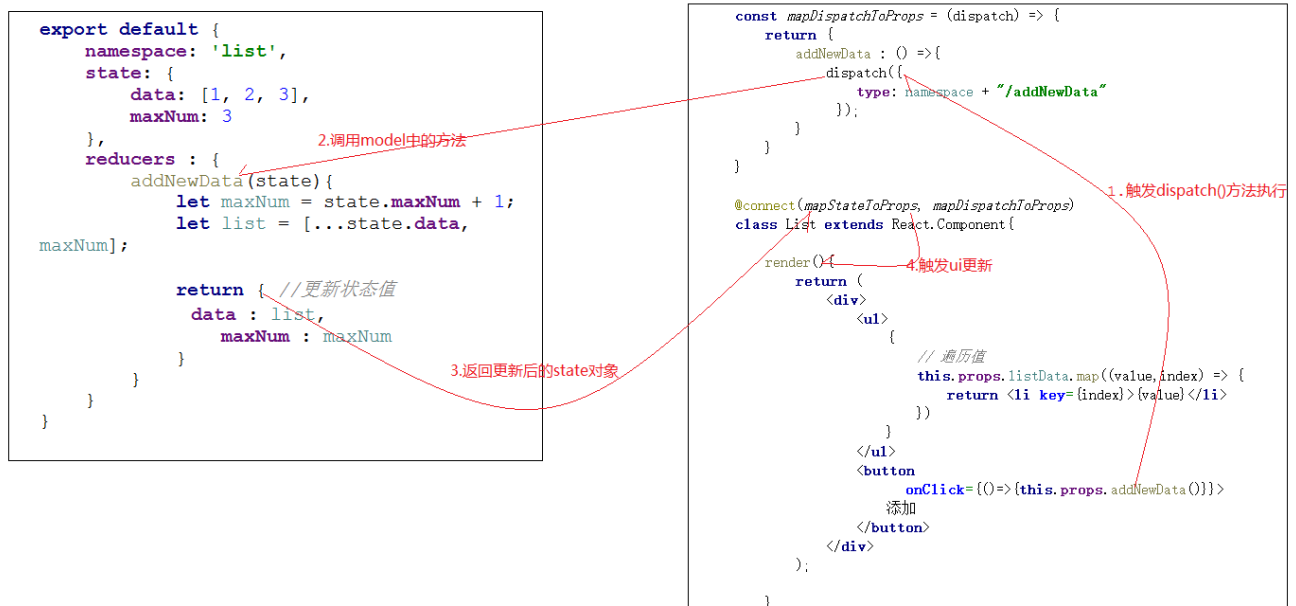 export default {
namespace: 'list',
state: {
data: [1, 2, 3],
maxNum: 3
},
reducers : {
addNewData(state){
let maxNum = state.maxNum + 1;
let list = [...state.data,
maxNum];
return { //更新状态值
data : list,
maxNum : maxNum
}
}
}
}
2.调用model中的方法
3.返回更新后的state对象
const mapDispatchToProps = (dispatch) => {
return {
addNewData : () =>{
dispatch({
type: namespace + "/addNewData"
});
}
}
}
1.触发dispatch()方法执行
@connect(mapStateToProps, mapDispatchToProps)
class List extends React.Component{
render(){
4.触发ui更新
return (
<div>
<ul>
{
// 遍历值
this.props.listData.map((value,index) => {
return <li key={index}>{value}</li>
})
}
</ul>
<button
onClick={()=>{this.props.addNewData()}}>
添加
</button>
</div>
);
}